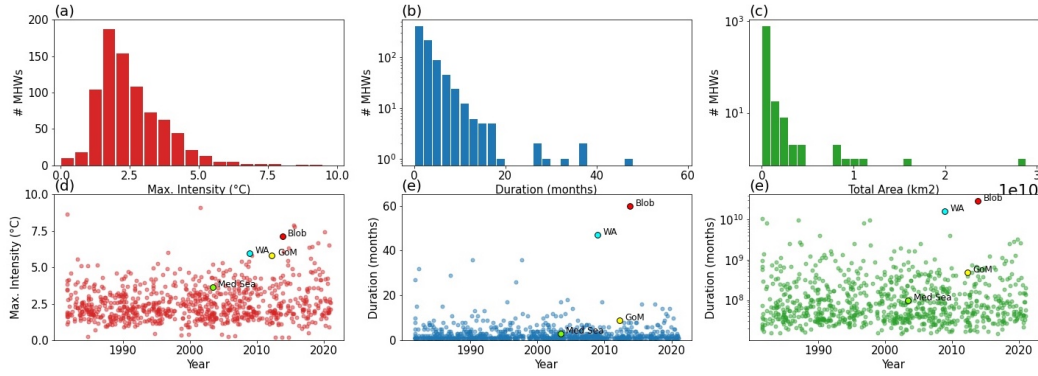 (a)
200
150
100
50
0
# MHWs
0.0 2.5 5.0 7.5 10.0
Max. Intensity (°C)
(b)
10²
10¹
10⁰
# MHWs
0 20 40 60
Duration (months)
(c)
10³
10¹
# MHWs
0 1 2 3
1e10
Total Area (km2)
(d)
10.0
7.5
5.0
2.5
0.0
Max. Intensity (°C)
Blob
WA
GoM
Med Sea
1990 2000 2010 2020
Year
(e)
60
40
20
0
Duration (months)
Blob
WA
GoM
Med Sea
1990 2000 2010 2020
Year
(e)
10¹⁰
10⁹
10⁸
Duration (months)
Blob
WA
GoM
Med Sea
1990 2000 2010 2020
Year